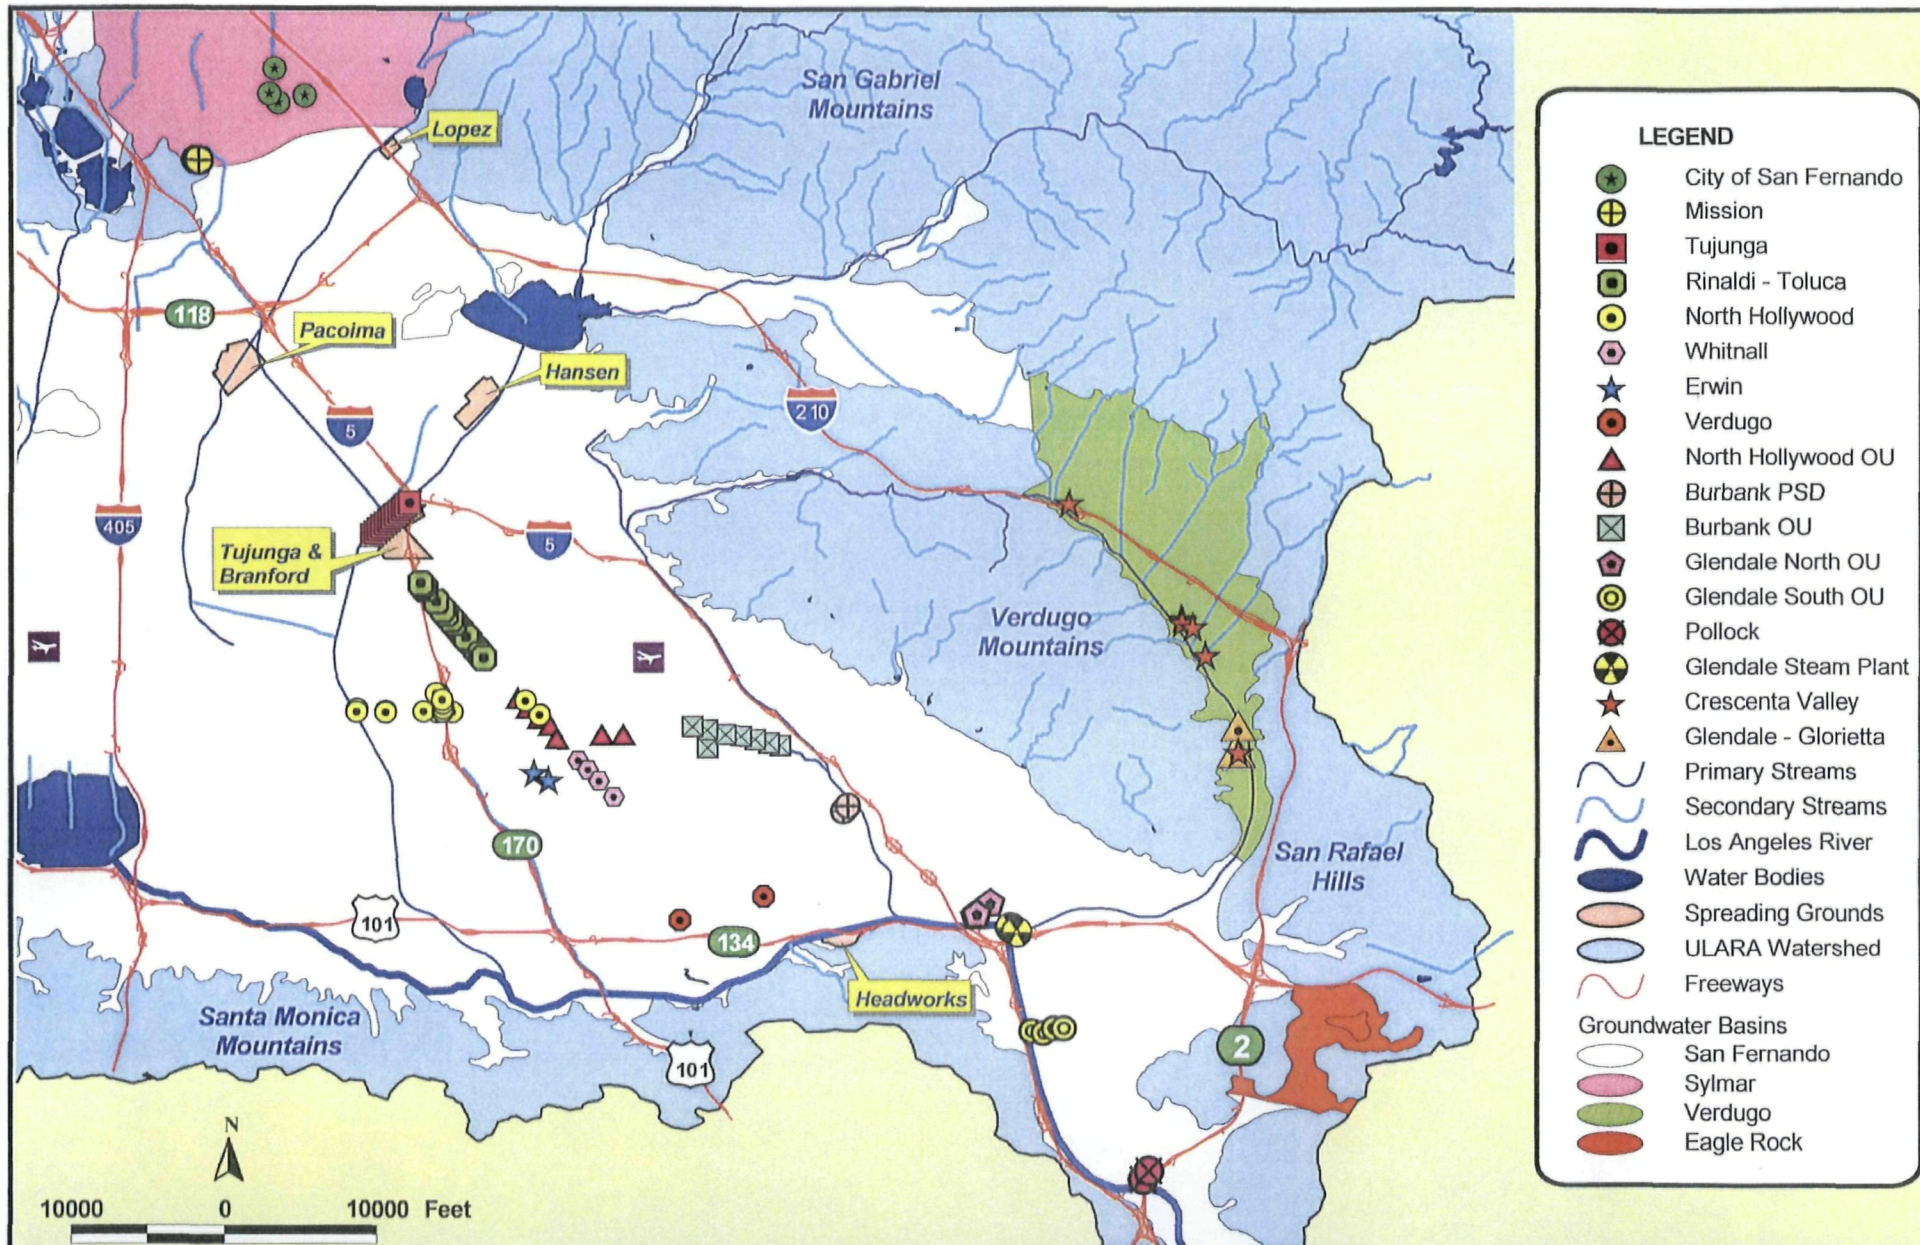 San Gabriel
Mountains
Lopez
118
Pacoima
Hansen
5
210
405
Tujunga &
Branford
5
Verdugo
Mountains
170
San Rafael
Hills
101
134
Headworks
Santa Monica
Mountains
101
2
N
10000 0 10000 Feet
LEGEND
City of San Fernando
Mission
Tujunga
Rinaldi - Toluca
North Hollywood
Whitnall
Erwin
Verdugo
North Hollywood OU
Burbank PSD
Burbank OU
Glendale North OU
Glendale South OU
Pollock
Glendale Steam Plant
Crescenta Valley
Glendale - Glorietta
Primary Streams
Secondary Streams
Los Angeles River
Water Bodies
Spreading Grounds
ULARA Watershed
Freeways
Groundwater Basins
San Fernando
Sylmar
Verdugo
Eagle Rock